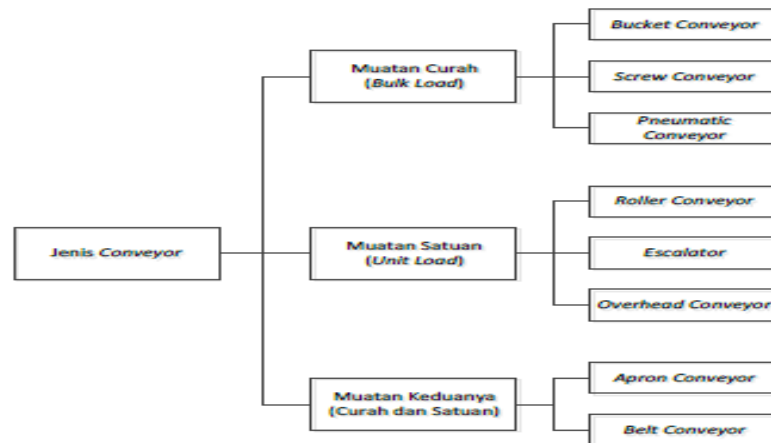 Jenis Conveyor
Muatan Curah
(Bulk Load)
Bucket Conveyor
Screw Conveyor
Pneumatic
Conveyor
Muatan Satuan
(Unit Load)
Roller Conveyor
Escalator
Overhead Conveyor
Muatan Keduanya
(Curah dan Satuan)
Apron Conveyor
Belt Conveyor